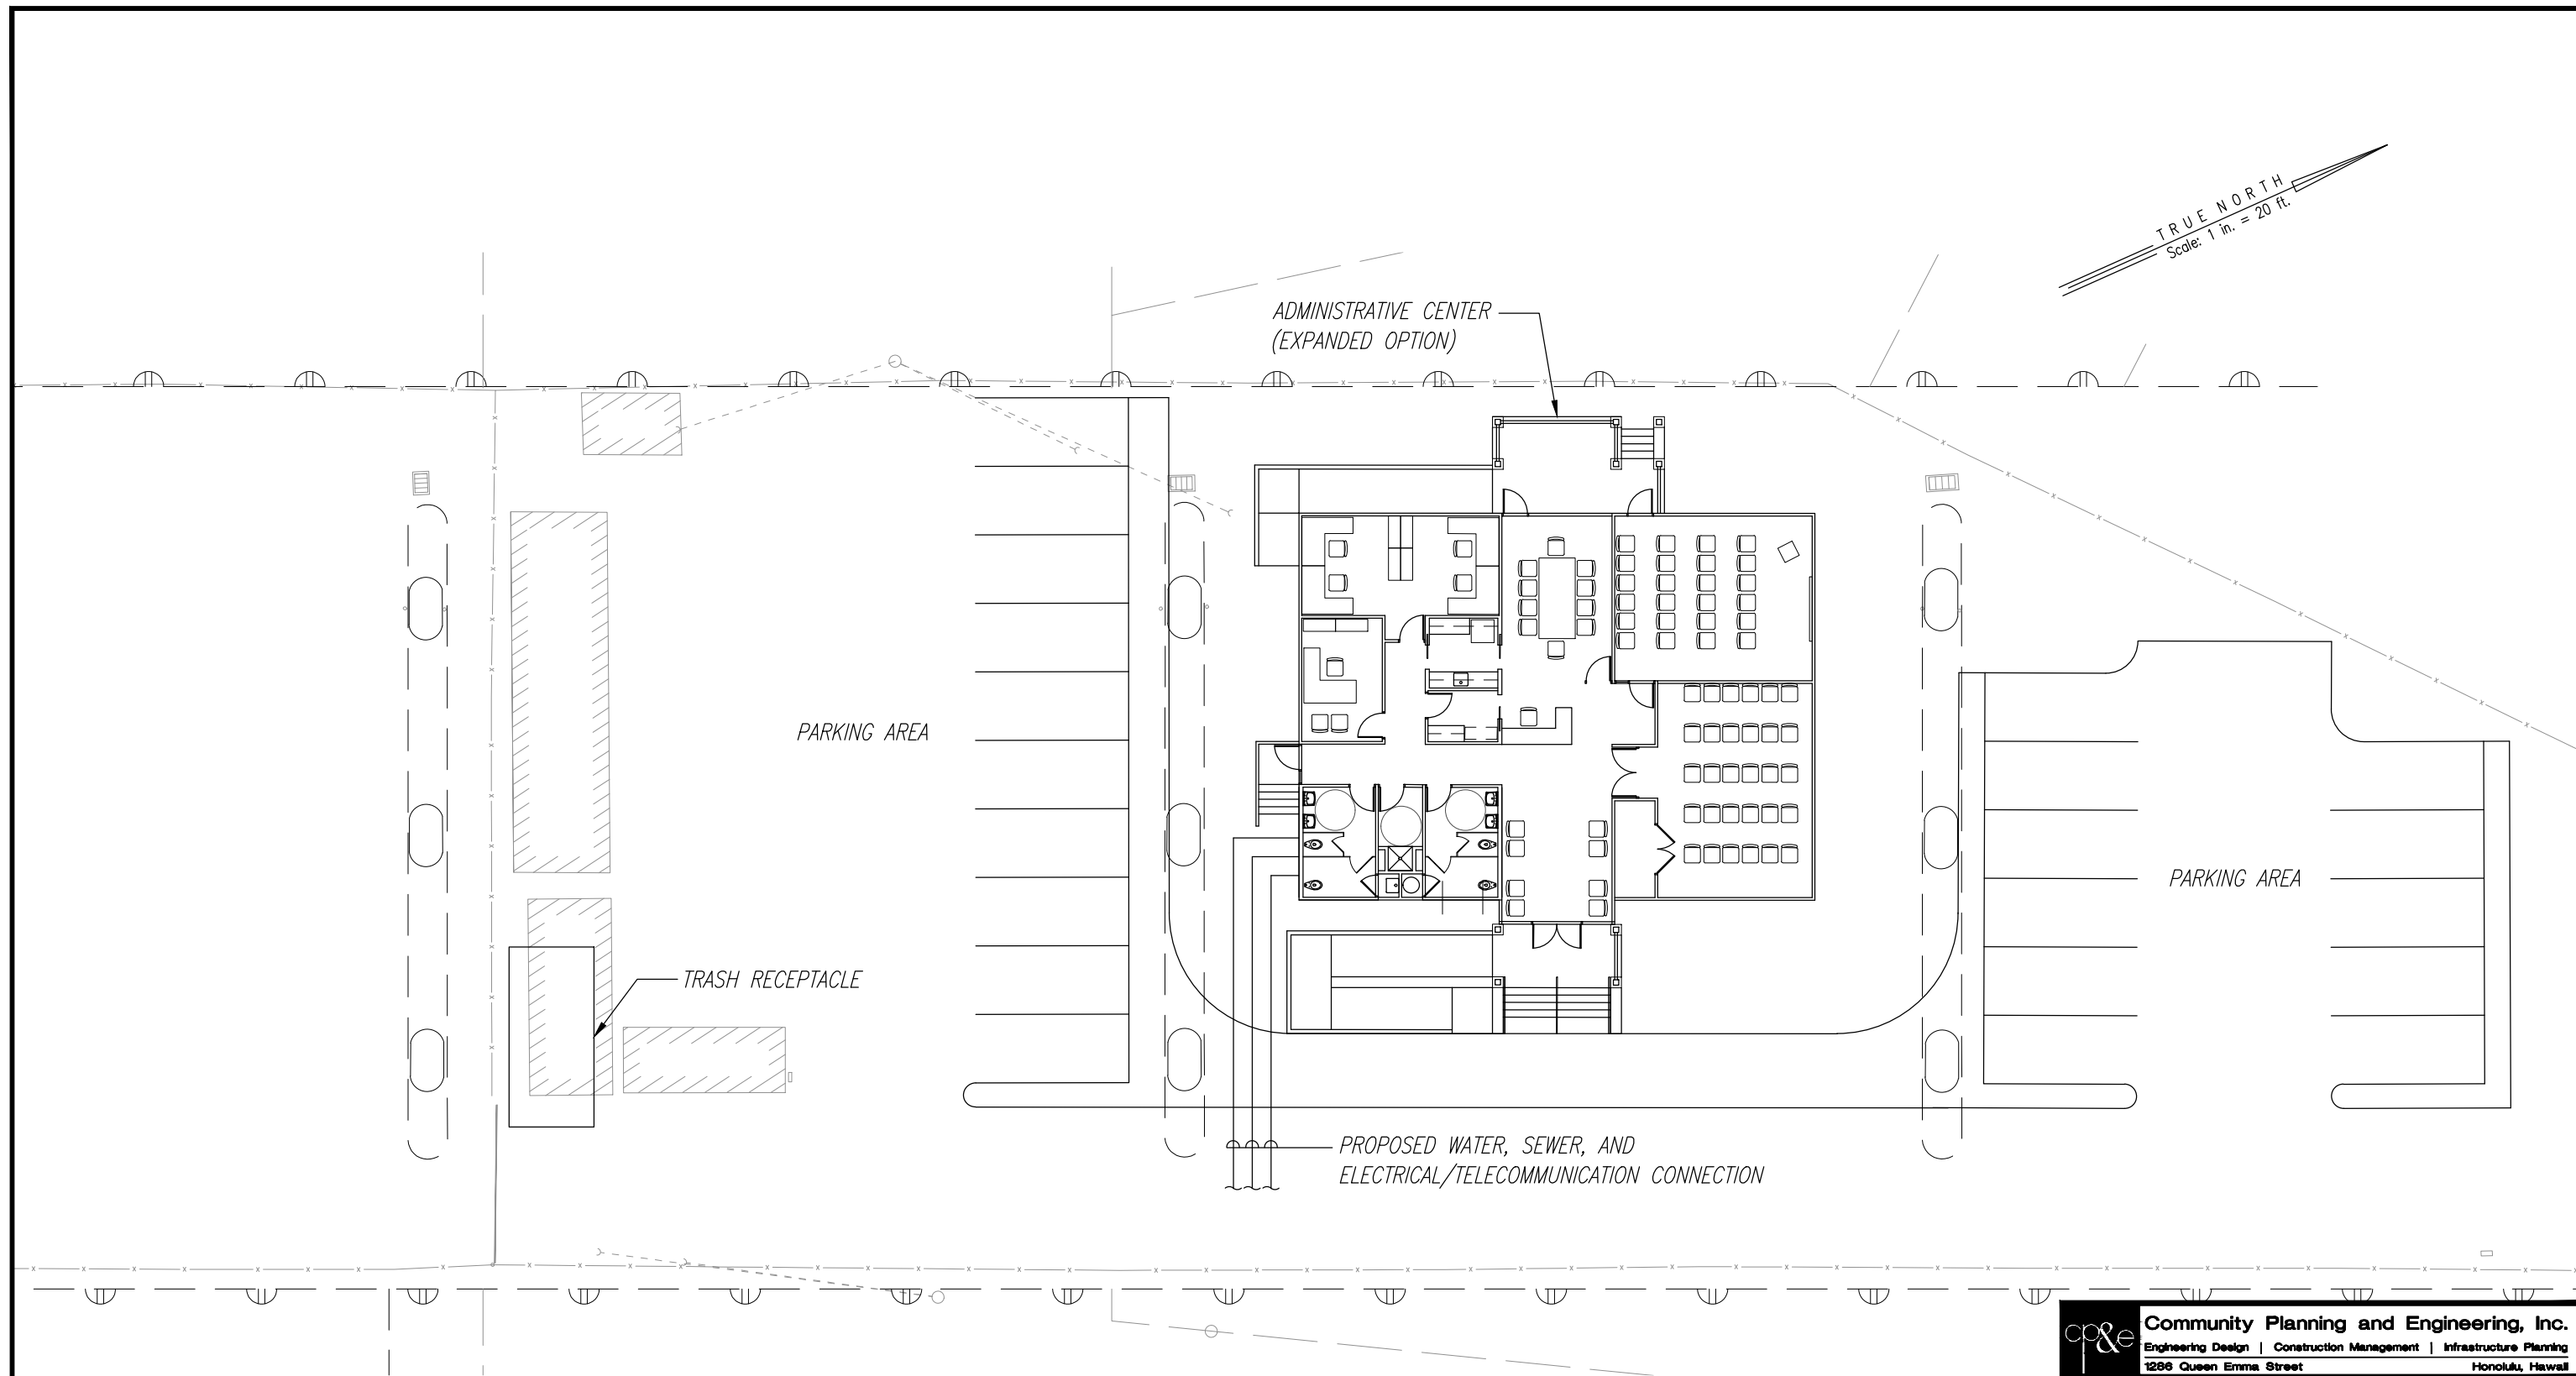 TRUE NORTH
Scale: 1 in. = 20 ft.
ADMINISTRATIVE CENTER
(EXPANDED OPTION)
PARKING AREA
PARKING AREA
TRASH RECEPTACLE
PROPOSED WATER, SEWER, AND
ELECTRICAL/TELECOMMUNICATION CONNECTION
cp&e
Community Planning and Engineering, Inc.
Engineering Design | Construction Management | Infrastructure Planning
1286 Queen Emma Street Honolulu, Hawaii